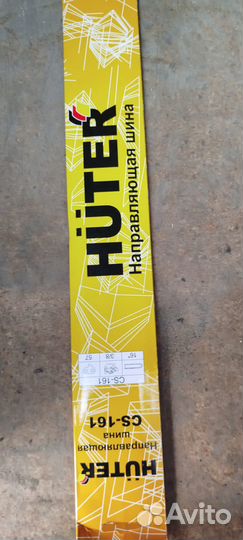 HÜTER
Направляющая шина
16" 3/8 57
CS-161
HÜTER
Направляющая
шина
CS-161
Avito